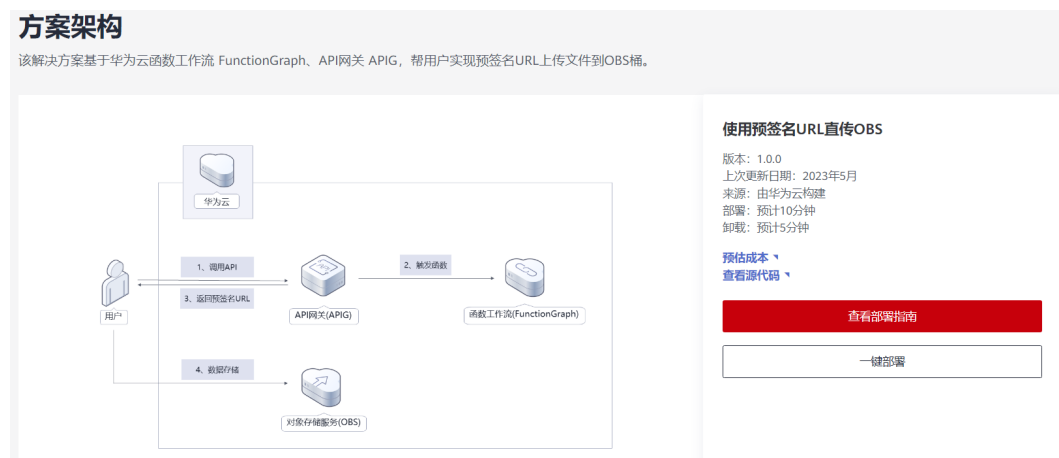 方案架构
该解决方案基于华为云函数工作流 FunctionGraph、API网关 APIG，帮用户实现预签名URL上传文件到OBS桶。
华为云
1、调用API
2、触发函数
3、返回预签名URL
用户
API网关(APIG)
函数工作流(FunctionGraph)
4、数据存储
对象存储服务(OBS)
使用预签名URL直传OBS
版本：1.0.0
上次更新日期：2023年5月
来源：由华为云构建
部署：预计10分钟
卸载：预计5分钟
预估成本
查看源代码
查看部署指南
一键部署